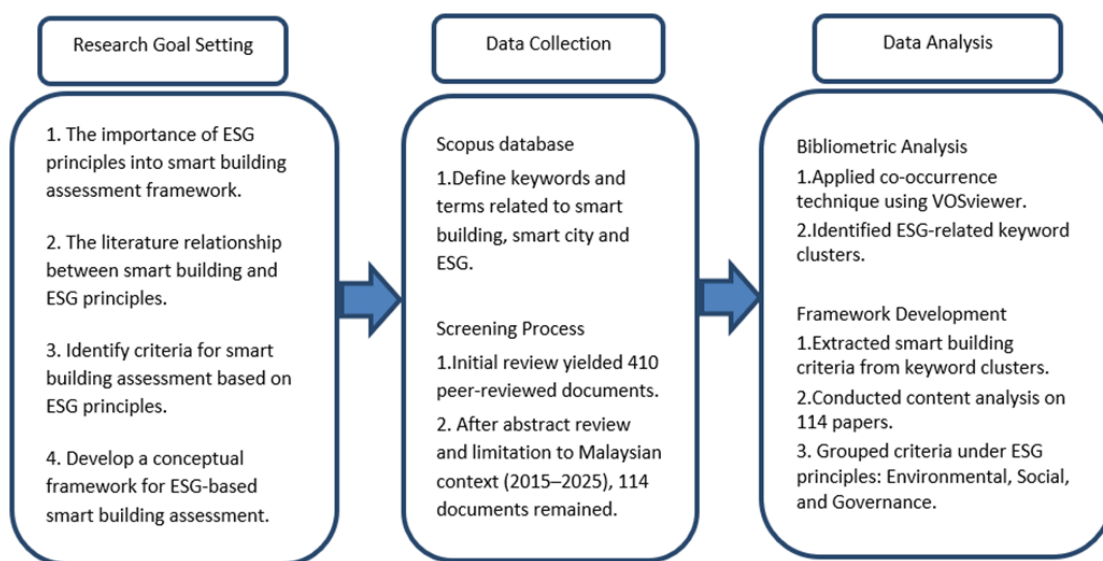 Research Goal Setting
1. The importance of ESG
principles into smart building
assessment framework.
2. The literature relationship
between smart building and
ESG principles.
3. Identify criteria for smart
building assessment based on
ESG principles.
4. Develop a conceptual
framework for ESG-based
smart building assessment.
Data Collection
Scopus database
1.Define keywords and
terms related to smart
building, smart city and
ESG.
Screening Process
1.Initial review yielded 410
peer-reviewed documents.
2. After abstract review
and limitation to Malaysian
context (2015–2025), 114
documents remained.
Data Analysis
Bibliometric Analysis
1.Applied co-occurrence
technique using VOSviewer.
2.Identified ESG-related keyword
clusters.
Framework Development
1.Extracted smart building
criteria from keyword clusters.
2.Conducted content analysis on
114 papers.
3. Grouped criteria under ESG
principles: Environmental, Social,
and Governance.